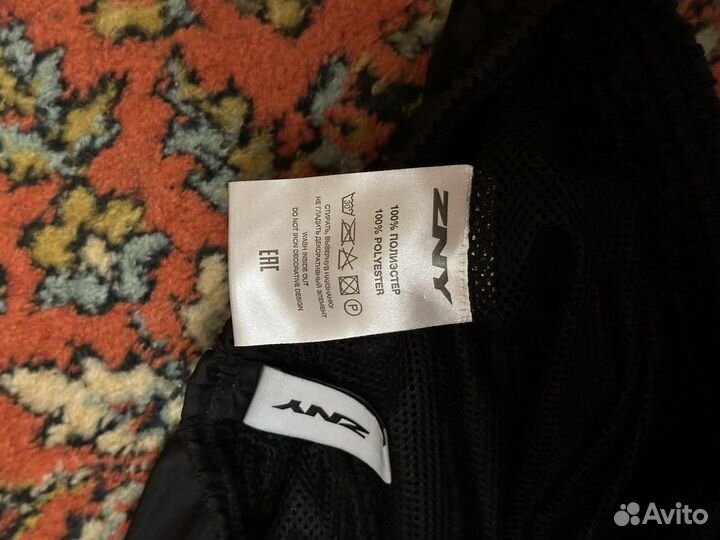 ZNY
100% ПОЛИЭСТЕР
100% POLYESTER
30°
P
СТИРАТЬ, ВЫВЕРНУВ НАИЗНАНКУ
НЕ ГЛАДИТЬ ДЕКОРАТИВНЫЙ ЭЛЕМЕНТ
WASH INSIDE OUT
DO NOT IRON DECORATIVE DESIGN
EAC
ZNY
Avito